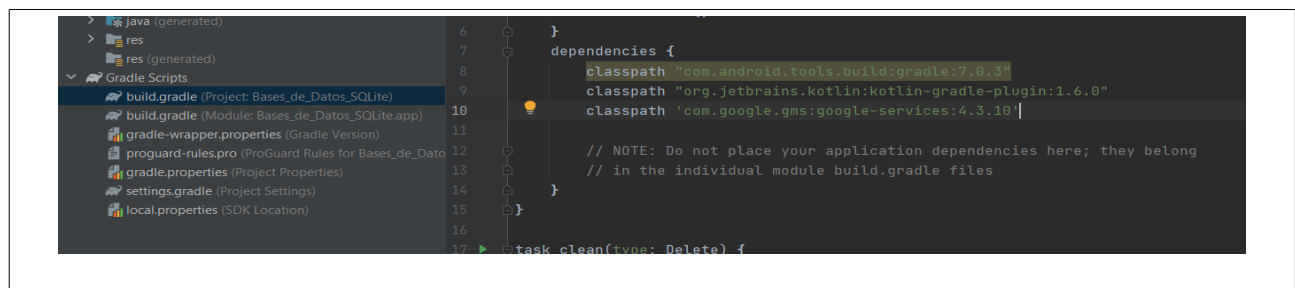 java (generated)
res
res (generated)
Gradle Scripts
build.gradle (Project: Bases_de_Datos_SQLite)
build.gradle (Module: Bases_de_Datos_SQLite.app)
gradle-wrapper.properties (Gradle Version)
proguard-rules.pro (ProGuard Rules for Bases_de_Dato
gradle.properties (Project Properties)
settings.gradle (Project Settings)
local.properties (SDK Location)
6 }
7 dependencies {
8 classpath "com.android.tools.build:gradle:7.0.3"
9 classpath "org.jetbrains.kotlin:kotlin-gradle-plugin:1.6.0"
10 classpath 'com.google.gms:google-services:4.3.10'
11
12 // NOTE: Do not place your application dependencies here; they belong
13 // in the individual module build.gradle files
14 }
15 }
16
17 task clean(type: Delete) {